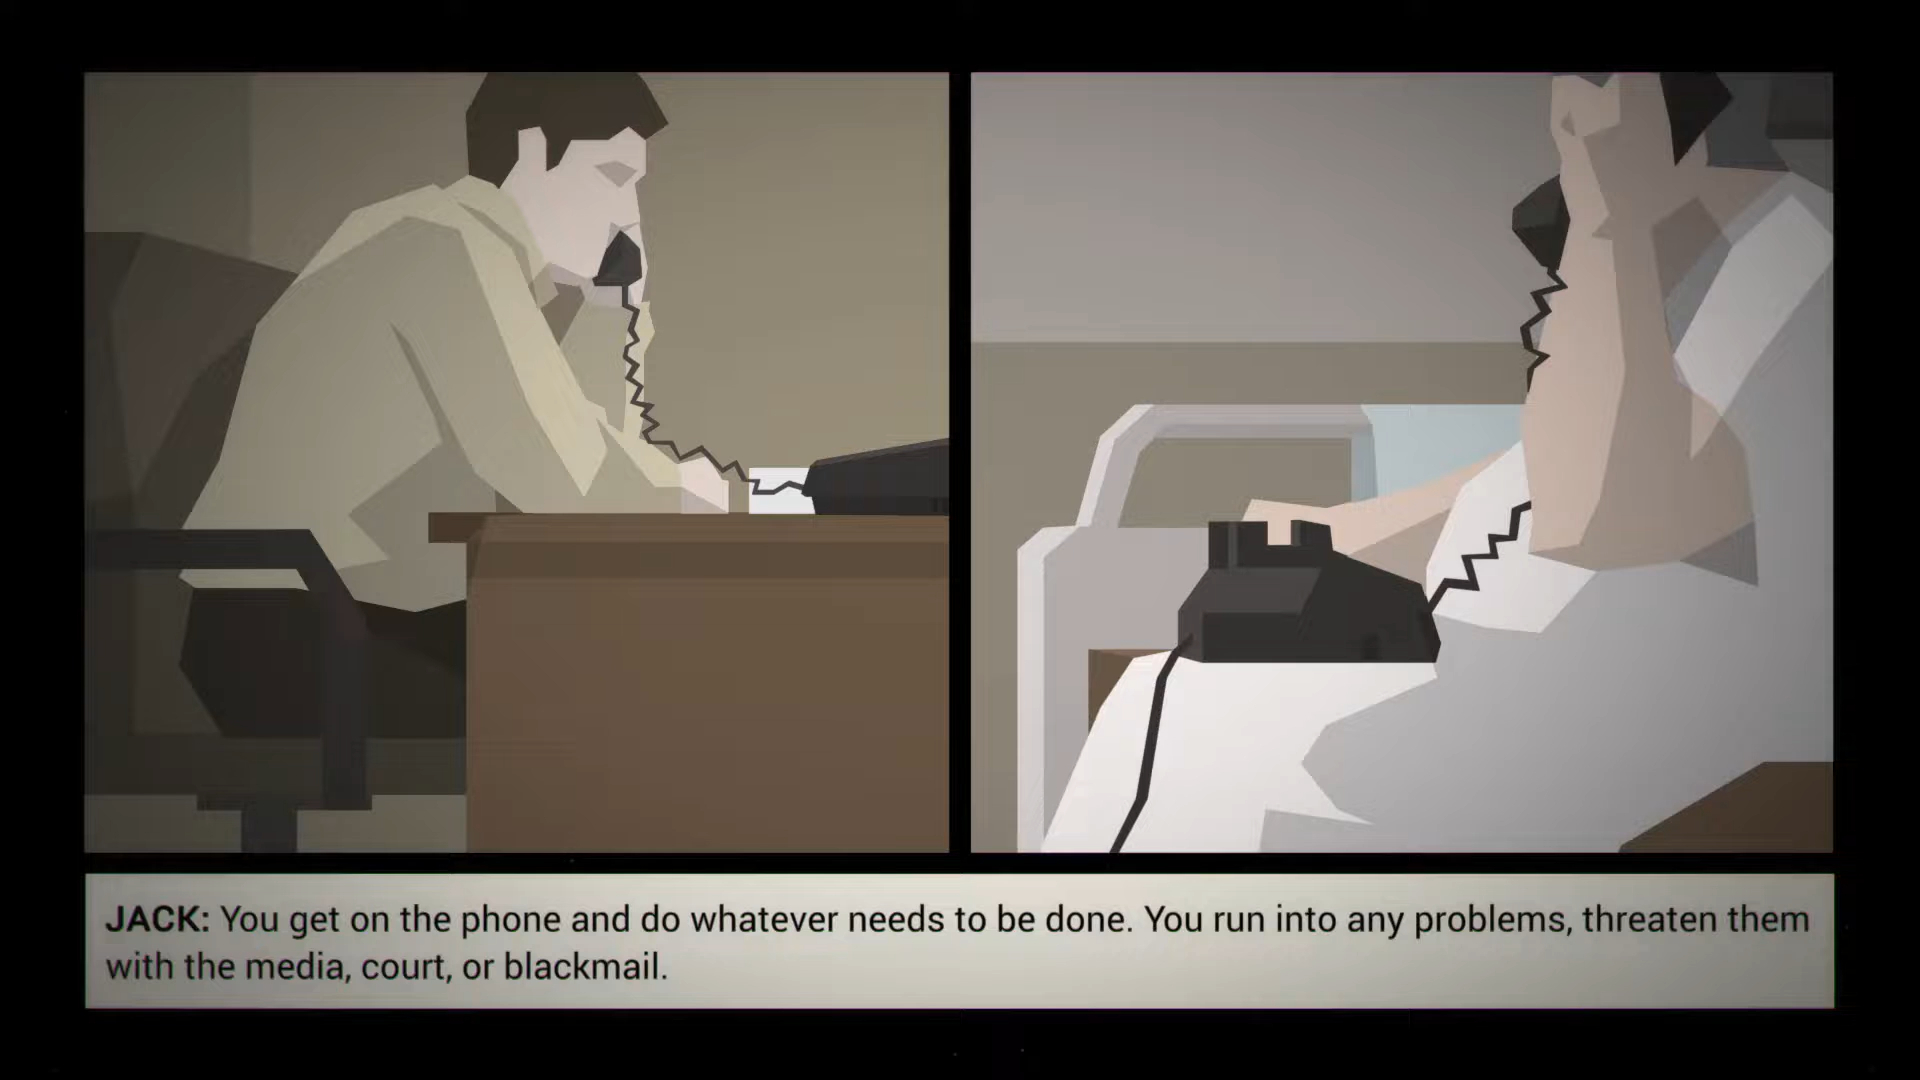 JACK: You get on the phone and do whatever needs to be done. You run into any problems, threaten them
with the media, court, or blackmail.